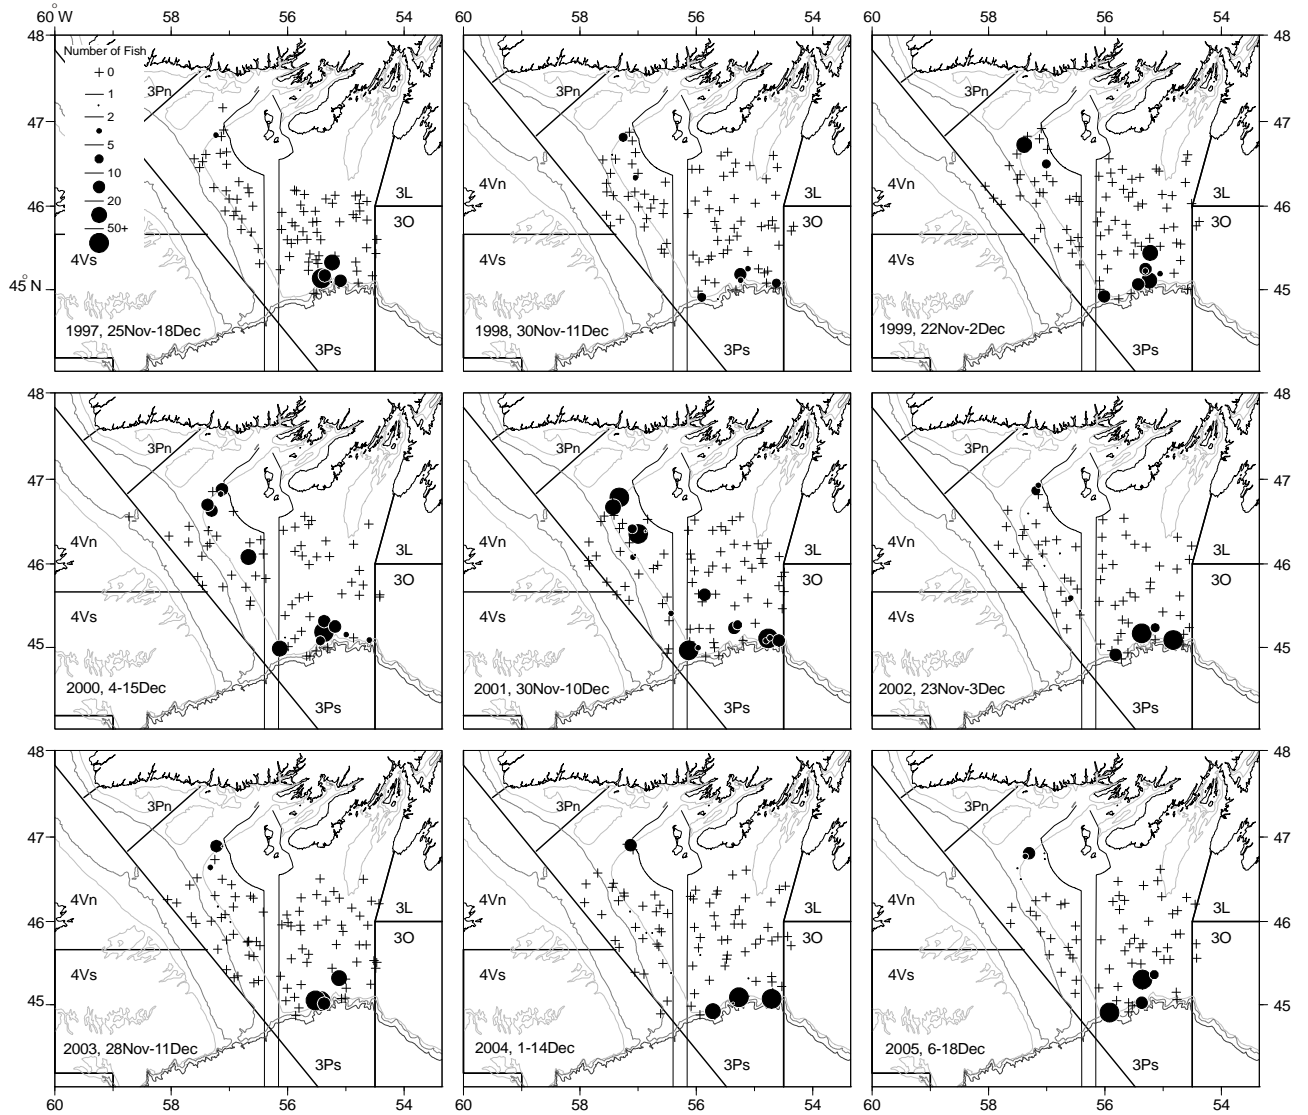 60 °W 58 56 54 60 58 56 54 58 56 54
48
Number of Fish
+ 0
1
2
5
10
20
50+
47
46
45 °N
3Pn
3L
3O
4Vs
1997, 25Nov-18Dec
3Ps
3Pn
4Vn
3L
3O
4Vs
1998, 30Nov-11Dec
3Ps
48
47
46
45
3Pn
4Vn
3L
3O
4Vs
1999, 22Nov-2Dec
3Ps
48
47
46
45
3Pn
4Vn
3L
3O
4Vs
2000, 4-15Dec
3Ps
3Pn
4Vn
3L
3O
4Vs
2001, 30Nov-10Dec
3Ps
3Pn
4Vn
3L
3O
4Vs
2002, 23Nov-3Dec
3Ps
48
47
46
45
48
47
46
45
3Pn
4Vn
3L
3O
4Vs
2003, 28Nov-11Dec
3Ps
3Pn
4Vn
3L
3O
4Vs
2004, 1-14Dec
3Ps
3Pn
4Vn
3L
3O
4Vs
2005, 6-18Dec
3Ps
48
47
46
45
60 58 56 54 60 58 56 54 58 56 54